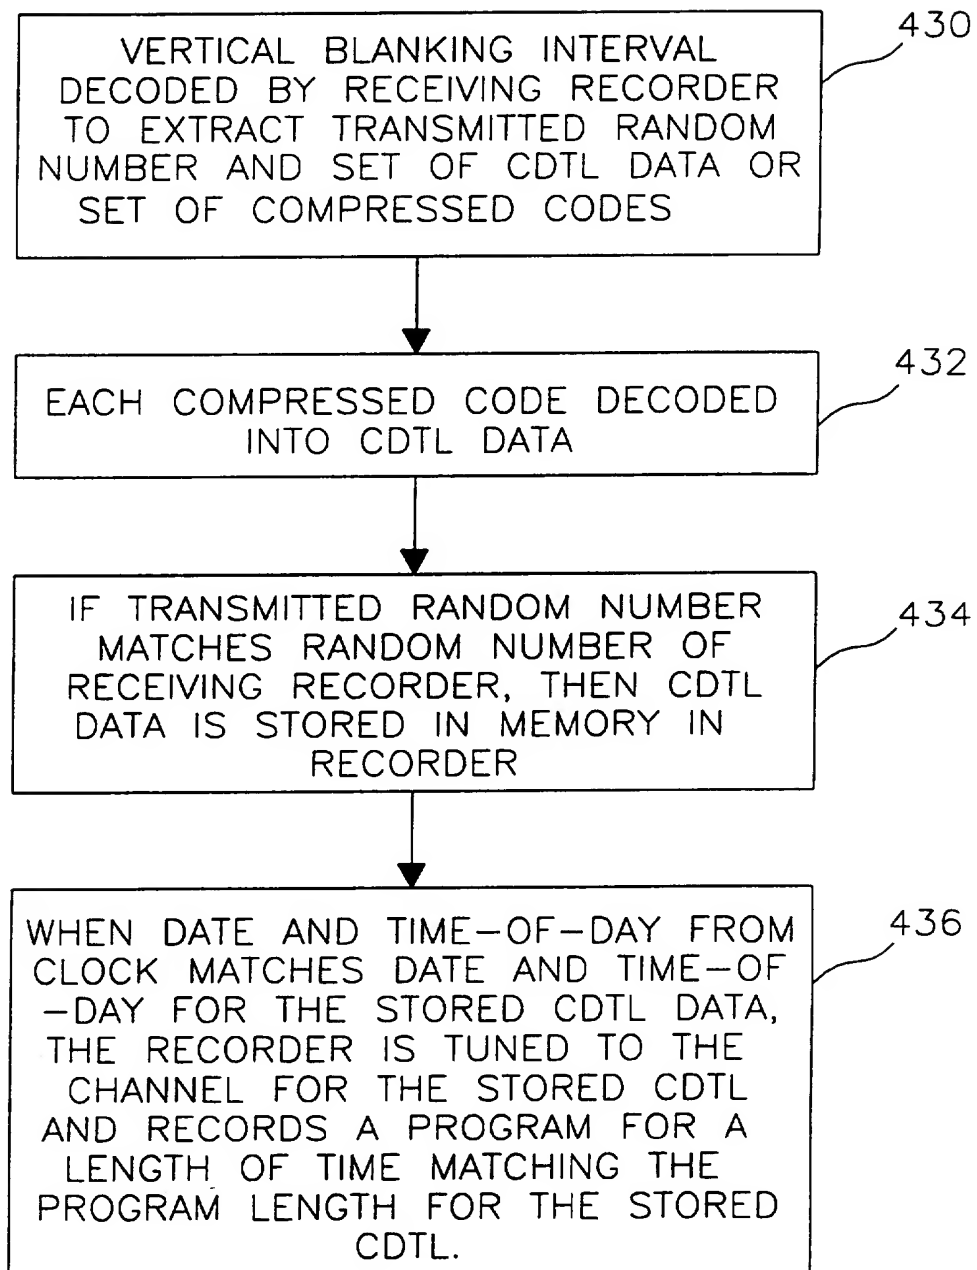 VERTICAL BLANKING INTERVAL
DECODED BY RECEIVING RECORDER
TO EXTRACT TRANSMITTED RANDOM
NUMBER AND SET OF CDTL DATA OR
SET OF COMPRESSED CODES
430
EACH COMPRESSED CODE DECODED
INTO CDTL DATA
432
IF TRANSMITTED RANDOM NUMBER
MATCHES RANDOM NUMBER OF
RECEIVING RECORDER, THEN CDTL
DATA IS STORED IN MEMORY IN
RECORDER
434
WHEN DATE AND TIME-OF-DAY FROM
CLOCK MATCHES DATE AND TIME-OF
-DAY FOR THE STORED CDTL DATA,
THE RECORDER IS TUNED TO THE
CHANNEL FOR THE STORED CDTL
AND RECORDS A PROGRAM FOR A
LENGTH OF TIME MATCHING THE
PROGRAM LENGTH FOR THE STORED
CDTL.
436